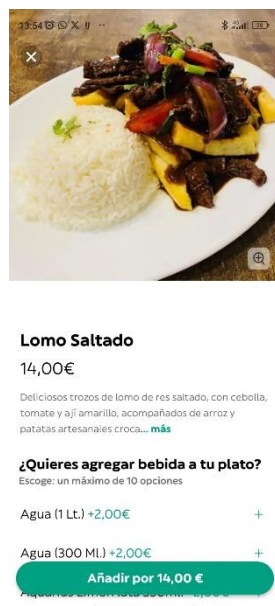 13:54
Lomo Saltado
14,00€
Deliciosos trozos de lomo de res saltado, con cebolla,
tomate y ají amarillo, acompañados de arroz y
patatas artesanales croca... más
¿Quieres agregar bebida a tu plato?
Escoge: un máximo de 10 opciones
Agua (1 Lt.) +2,00€ +
Agua (300 Ml.) +2,00€ +
Añadir por 14,00 €